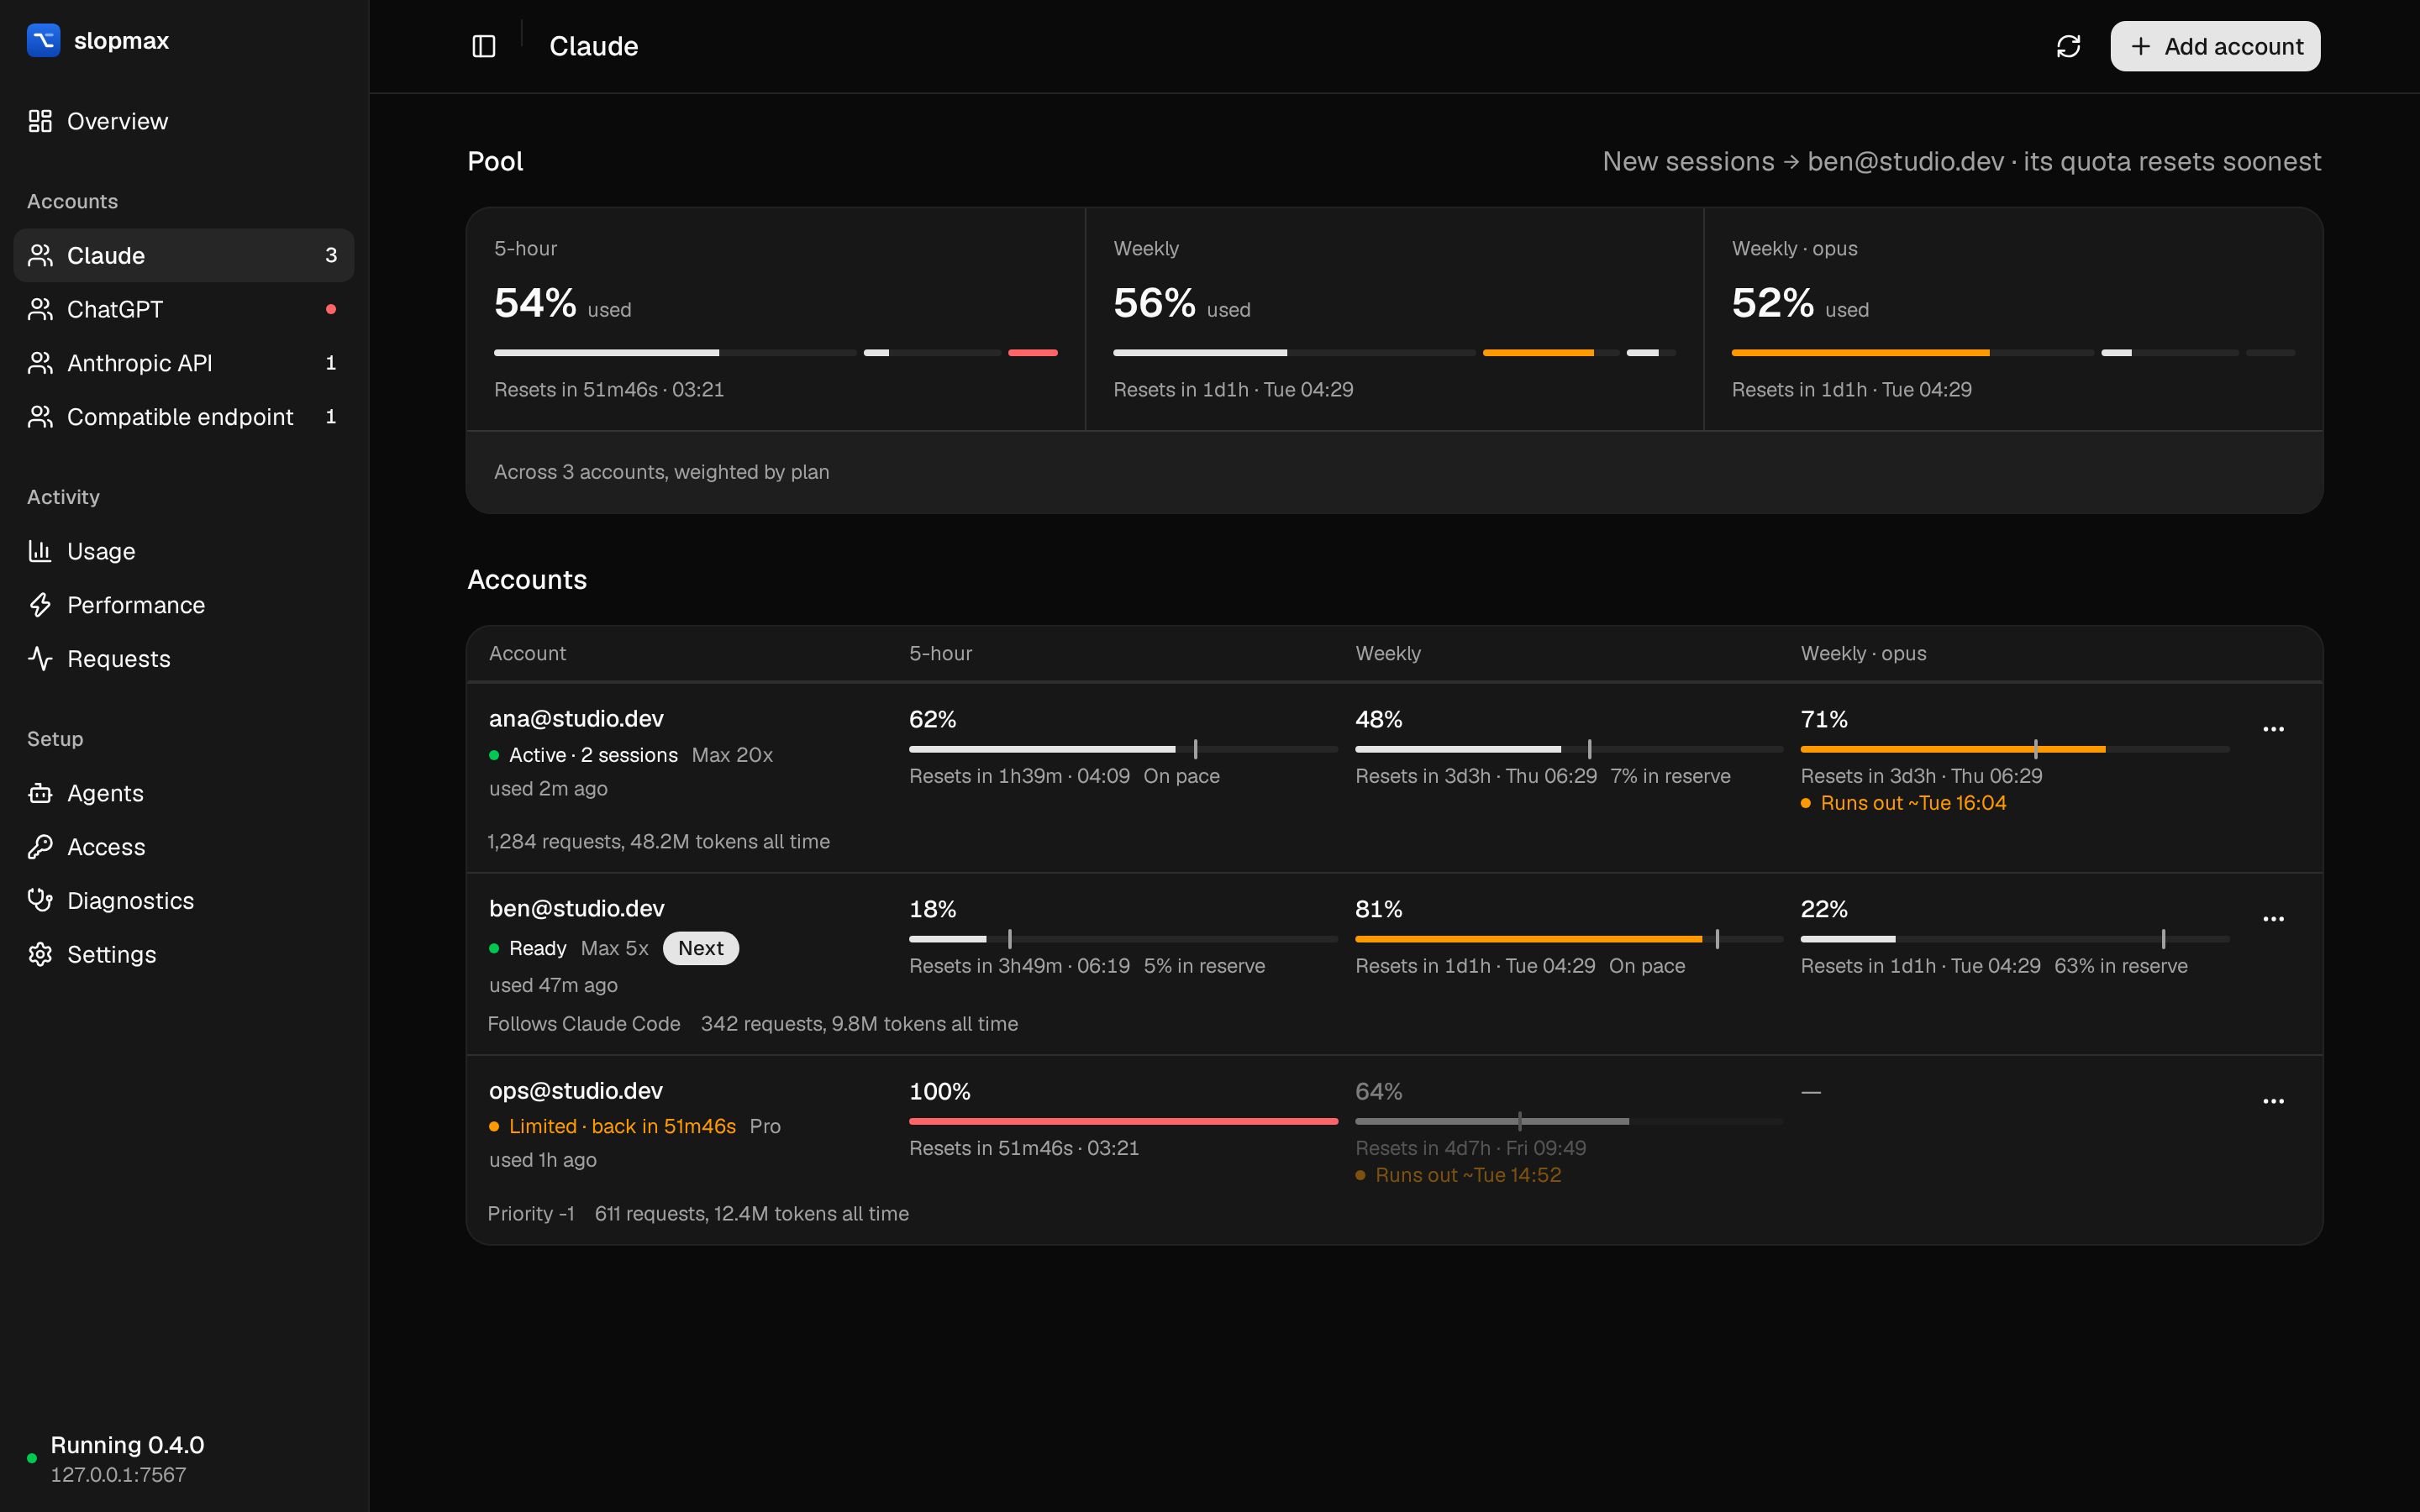 slopmax
Overview
Accounts
Claude 3
ChatGPT
Anthropic API 1
Compatible endpoint 1
Activity
Usage
Performance
Requests
Setup
Agents
Access
Diagnostics
Settings
Running 0.4.0
127.0.0.1:7567
Claude
+ Add account
Pool
New sessions → ben@studio.dev · its quota resets soonest
5-hour
54% used
Resets in 51m46s · 03:21
Weekly
56% used
Resets in 1d1h · Tue 04:29
Weekly · opus
52% used
Resets in 1d1h · Tue 04:29
Across 3 accounts, weighted by plan
Accounts
Account 5-hour Weekly Weekly · opus
ana@studio.dev
Active · 2 sessions Max 20x
used 2m ago
62%
Resets in 1h39m · 04:09 On pace
48%
Resets in 3d3h · Thu 06:29 7% in reserve
71%
Resets in 3d3h · Thu 06:29
Runs out ~Tue 16:04
1,284 requests, 48.2M tokens all time
ben@studio.dev
Ready Max 5x Next
used 47m ago
18%
Resets in 3h49m · 06:19 5% in reserve
81%
Resets in 1d1h · Tue 04:29 On pace
22%
Resets in 1d1h · Tue 04:29 63% in reserve
Follows Claude Code 342 requests, 9.8M tokens all time
ops@studio.dev
Limited · back in 51m46s Pro
used 1h ago
100%
Resets in 51m46s · 03:21
64%
Resets in 4d7h · Fri 09:49
Runs out ~Tue 14:52
—
Priority -1 611 requests, 12.4M tokens all time